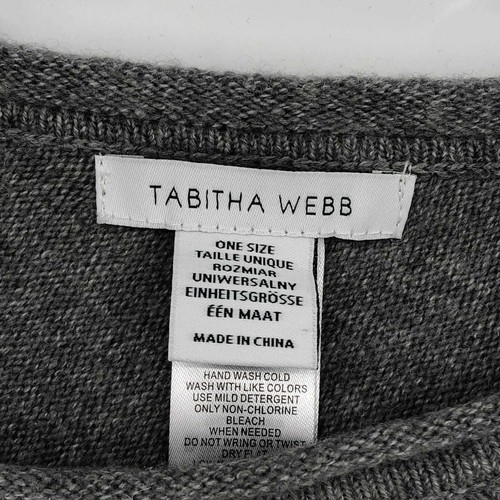 TABITHA WEBB
ONE SIZE
TAILLE UNIQUE
ROZMIAR
UNIWERSALNY
EINHEITSGRÖSSE
ÉÉN MAAT
MADE IN CHINA
HAND WASH COLD
WASH WITH LIKE COLORS
USE MILD DETERGENT
ONLY NON-CHLORINE
BLEACH
WHEN NEEDED
DO NOT WRING OR TWIST
DRY FLAT